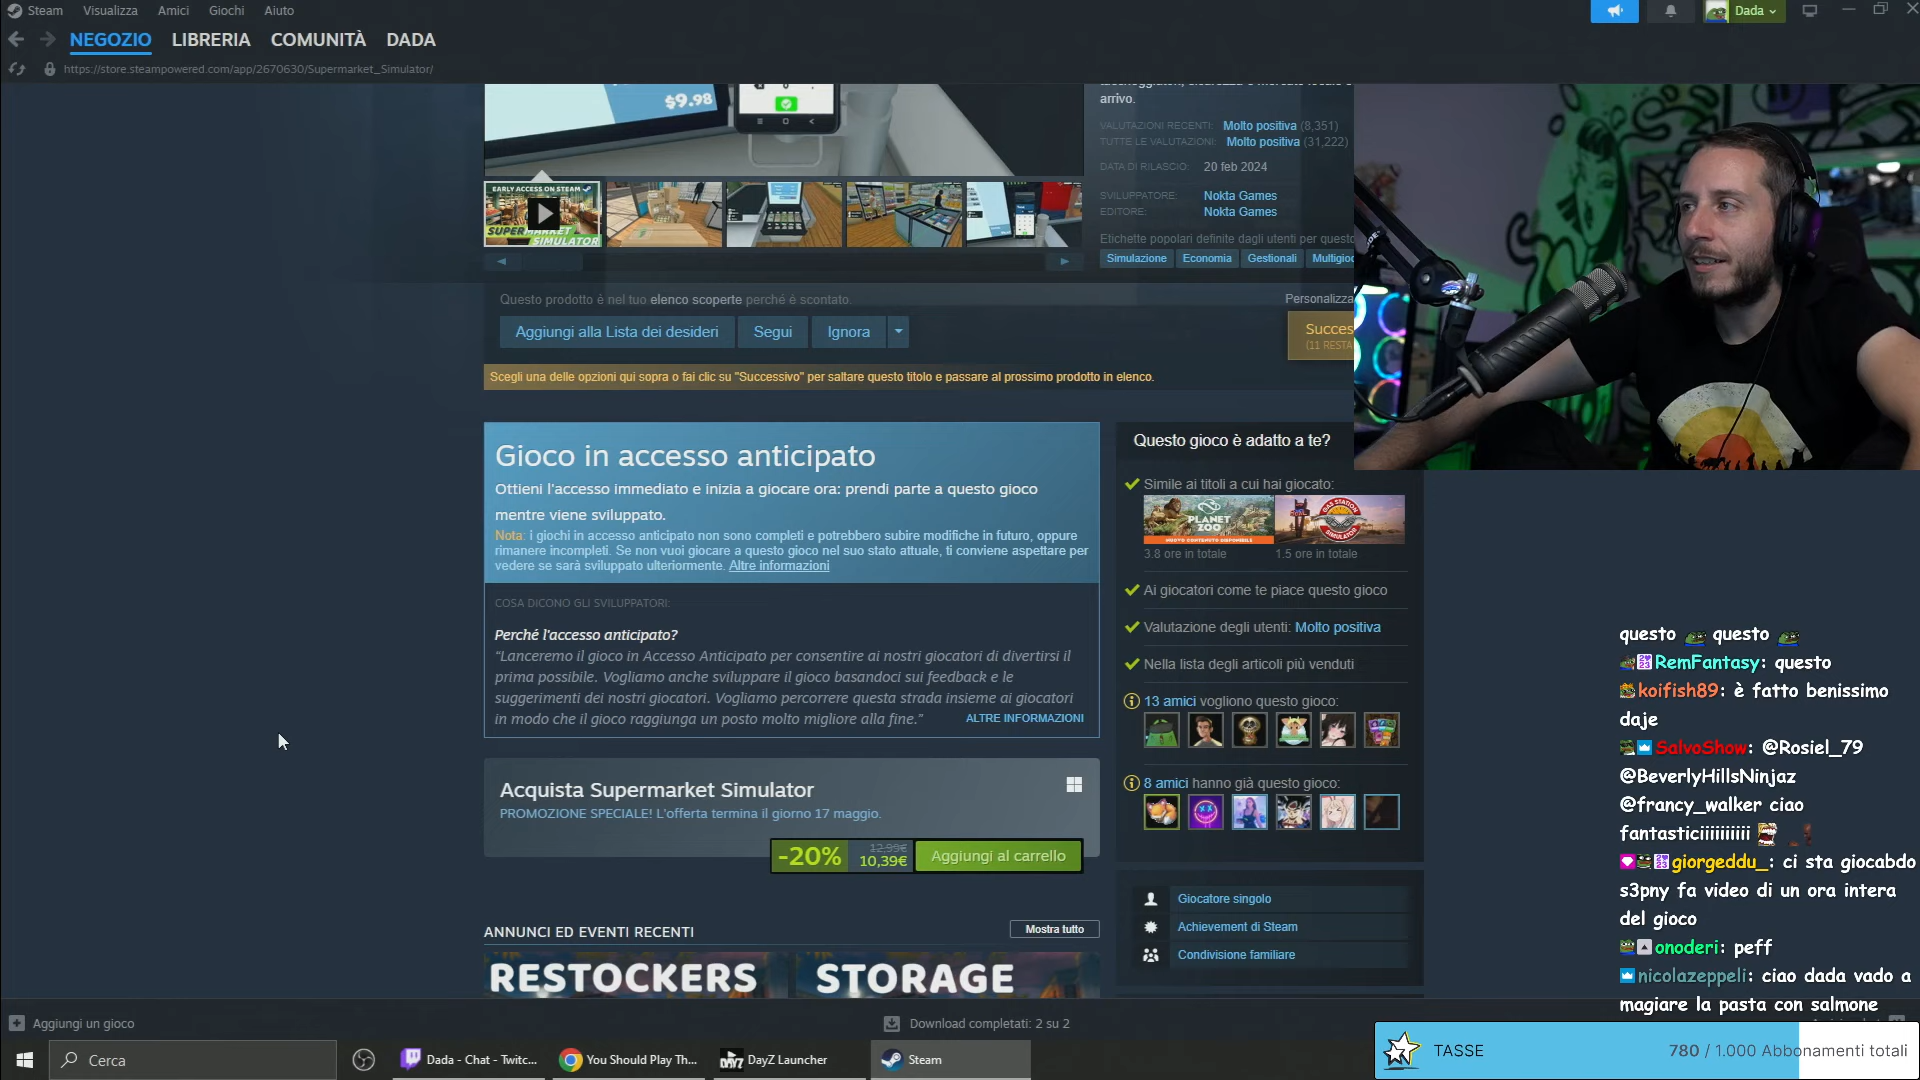 Steam Visualizza Amici Giochi Aiuto
Dada
NEGOZIO LIBRERIA COMUNITÀ DADA
https://store.steampowered.com/app/2670630/Supermarket_Simulator/
$9.98
arrivo.
VALUTAZIONI RECENTI: Molto positiva (8,351)
TUTTE LE VALUTAZIONI: Molto positiva (31,222)
DATA DI RILASCIO: 20 feb 2024
SVILUPPATORE: Nokta Games
EDITORE: Nokta Games
Etichette popolari definite dagli utenti per questo
Simulazione Economia Gestionali Multigioc
EARLY ACCESS ON STEAM
SUPERMARKET
SIMULATOR
Questo prodotto è nel tuo elenco scoperte perché è scontato.
Personalizza
Aggiungi alla Lista dei desideri Segui Ignora
Succes
(11 RESTA
Scegli una delle opzioni qui sopra o fai clic su "Successivo" per saltare questo titolo e passare al prossimo prodotto in elenco.
Gioco in accesso anticipato
Ottieni l'accesso immediato e inizia a giocare ora: prendi parte a questo gioco
mentre viene sviluppato.
Nota: i giochi in accesso anticipato non sono completi e potrebbero subire modifiche in futuro, oppure
rimanere incompleti. Se non vuoi giocare a questo gioco nel suo stato attuale, ti conviene aspettare per
vedere se sarà sviluppato ulteriormente. Altre informazioni
COSA DICONO GLI SVILUPPATORI:
Perché l'accesso anticipato?
“Lanceremo il gioco in Accesso Anticipato per consentire ai nostri giocatori di divertirsi il
prima possibile. Vogliamo anche sviluppare il gioco basandoci sui feedback e le
suggerimenti dei nostri giocatori. Vogliamo percorrere questa strada insieme ai giocatori
in modo che il gioco raggiunga un posto molto migliore alla fine.”
ALTRE INFORMAZIONI
Acquista Supermarket Simulator
PROMOZIONE SPECIALE! L'offerta termina il giorno 17 maggio.
-20% 12,99€ 10,39€ Aggiungi al carrello
ANNUNCI ED EVENTI RECENTI
Mostra tutto
RESTOCKERS
STORAGE
Questo gioco è adatto a te?
Simile ai titoli a cui hai giocato:
PLANET ZOO
NUOVO CONTENUTO DISPONIBILE
GAS STATION
SIMULATOR
3.8 ore in totale 1.5 ore in totale
Ai giocatori come te piace questo gioco
Valutazione degli utenti: Molto positiva
Nella lista degli articoli più venduti
13 amici vogliono questo gioco:
8 amici hanno già questo gioco:
Giocatore singolo
Achievement di Steam
Condivisione familiare
questo questo
RemFantasy: questo
koifish89: è fatto benissimo
daje
SalvoShow: @Rosiel_79
@BeverlyHillsNinjaz
@francy_walker ciao
fantasticiiiiiiiiii
giorgeddu_: ci sta giocabdo
s3pny fa video di un ora intera
del gioco
onoderi: peff
nicolazeppeli: ciao dada vado a
magiare la pasta con salmone
Aggiungi un gioco
Download completati: 2 su 2
TASSE
780 / 1.000 Abbonamenti totali
Cerca
Dada - Chat - Twitc...
You Should Play Th...
DayZ Launcher
Steam